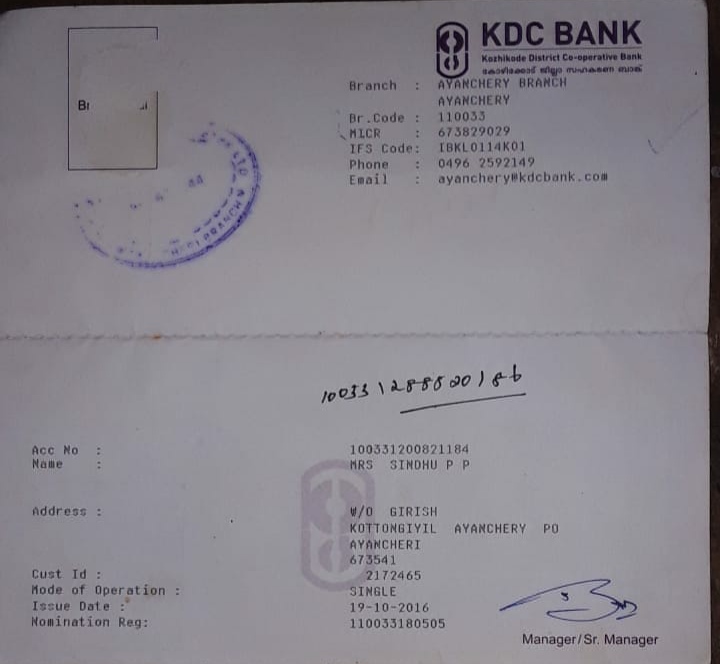 KDC BANK
Kozhikode District Co-operative Bank
കോഴിക്കോട് ജില്ലാ സഹകരണ ബാങ്ക്
Branch : AYANCHERY BRANCH
AYANCHERY
Br.Code : 110033
MICR : 673829029
IFS Code: IBKL0114K01
Phone : 0496 2592149
Email : ayanchery@kdcbank.com
Acc No : 100331200821184
Name : MRS SINDHU P P
Address : W/O GIRISH
KOTTONGIYIL AYANCHERY PO
AYANCHERI
673541
Cust Id : 2172465
Mode of Operation : SINGLE
Issue Date : 19-10-2016
Nomination Reg: 110033180505
Manager/Sr. Manager